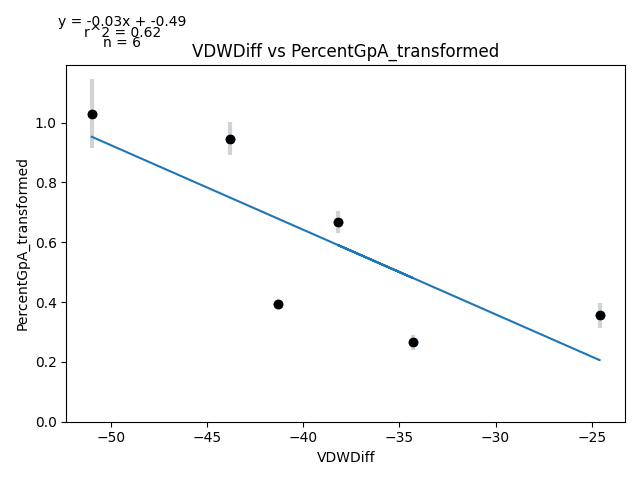 y = -0.03x + -0.49
r^2 = 0.62
n = 6
VDWDiff vs PercentGpA_transformed
PercentGpA_transformed
1.0
0.8
0.6
0.4
0.2
0.0
−50
−45
−40
−35
−30
−25
VDWDiff